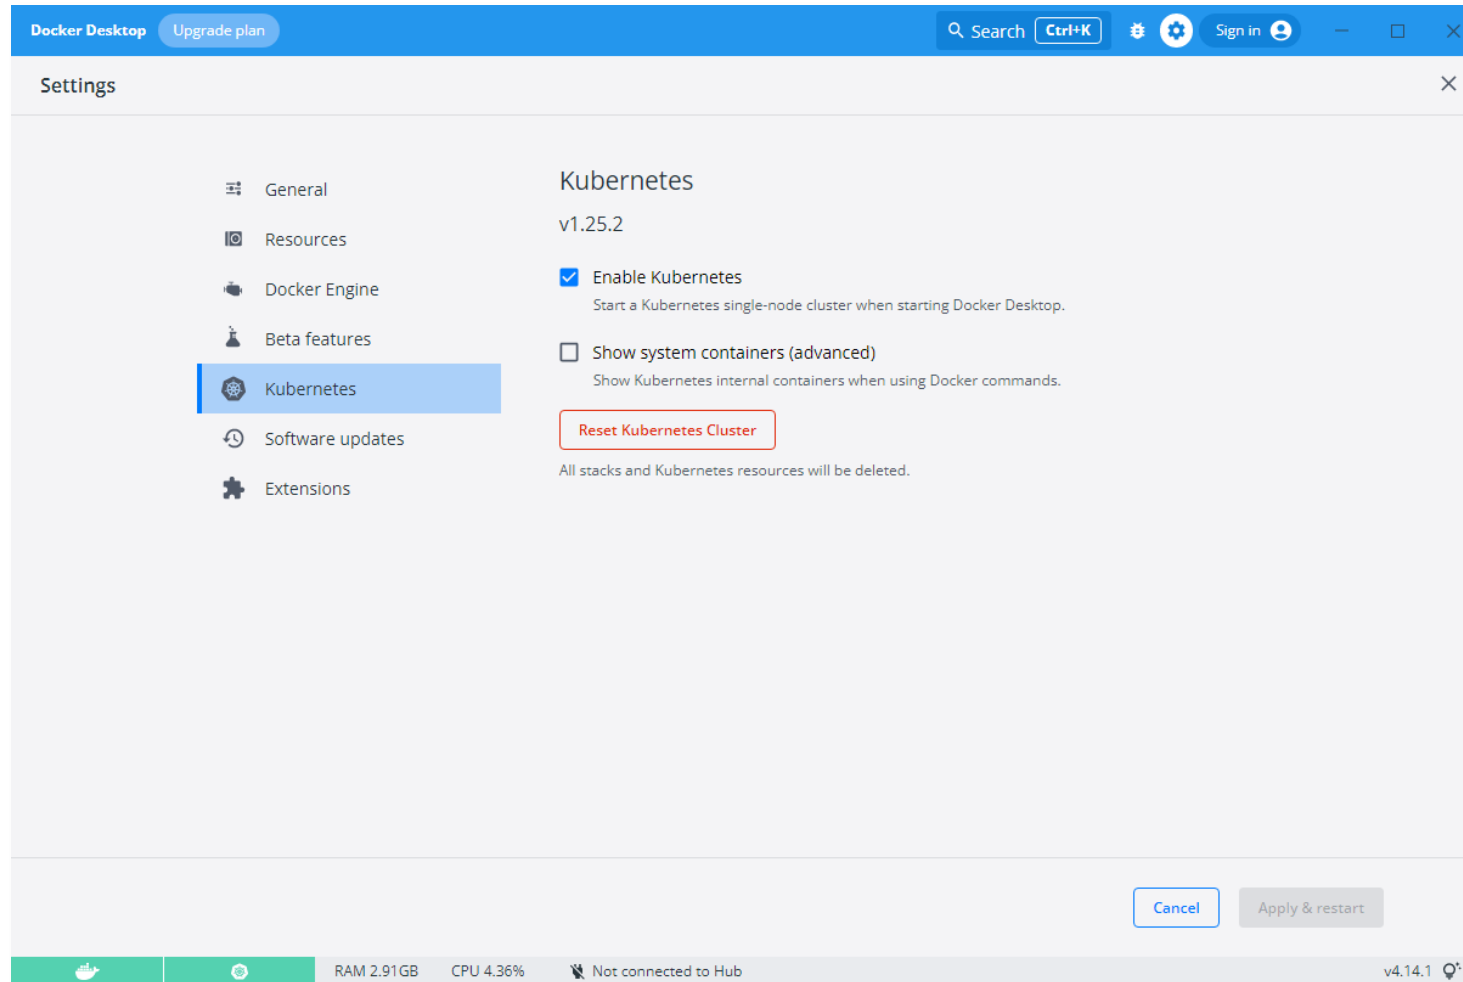 Docker Desktop Upgrade plan Search Ctrl+K Sign in
Settings
General
Resources
Docker Engine
Beta features
Kubernetes
Software updates
Extensions
Kubernetes
v1.25.2
Enable Kubernetes
Start a Kubernetes single-node cluster when starting Docker Desktop.
Show system containers (advanced)
Show Kubernetes internal containers when using Docker commands.
Reset Kubernetes Cluster
All stacks and Kubernetes resources will be deleted.
Cancel Apply & restart
RAM 2.91GB CPU 4.36% Not connected to Hub v4.14.1